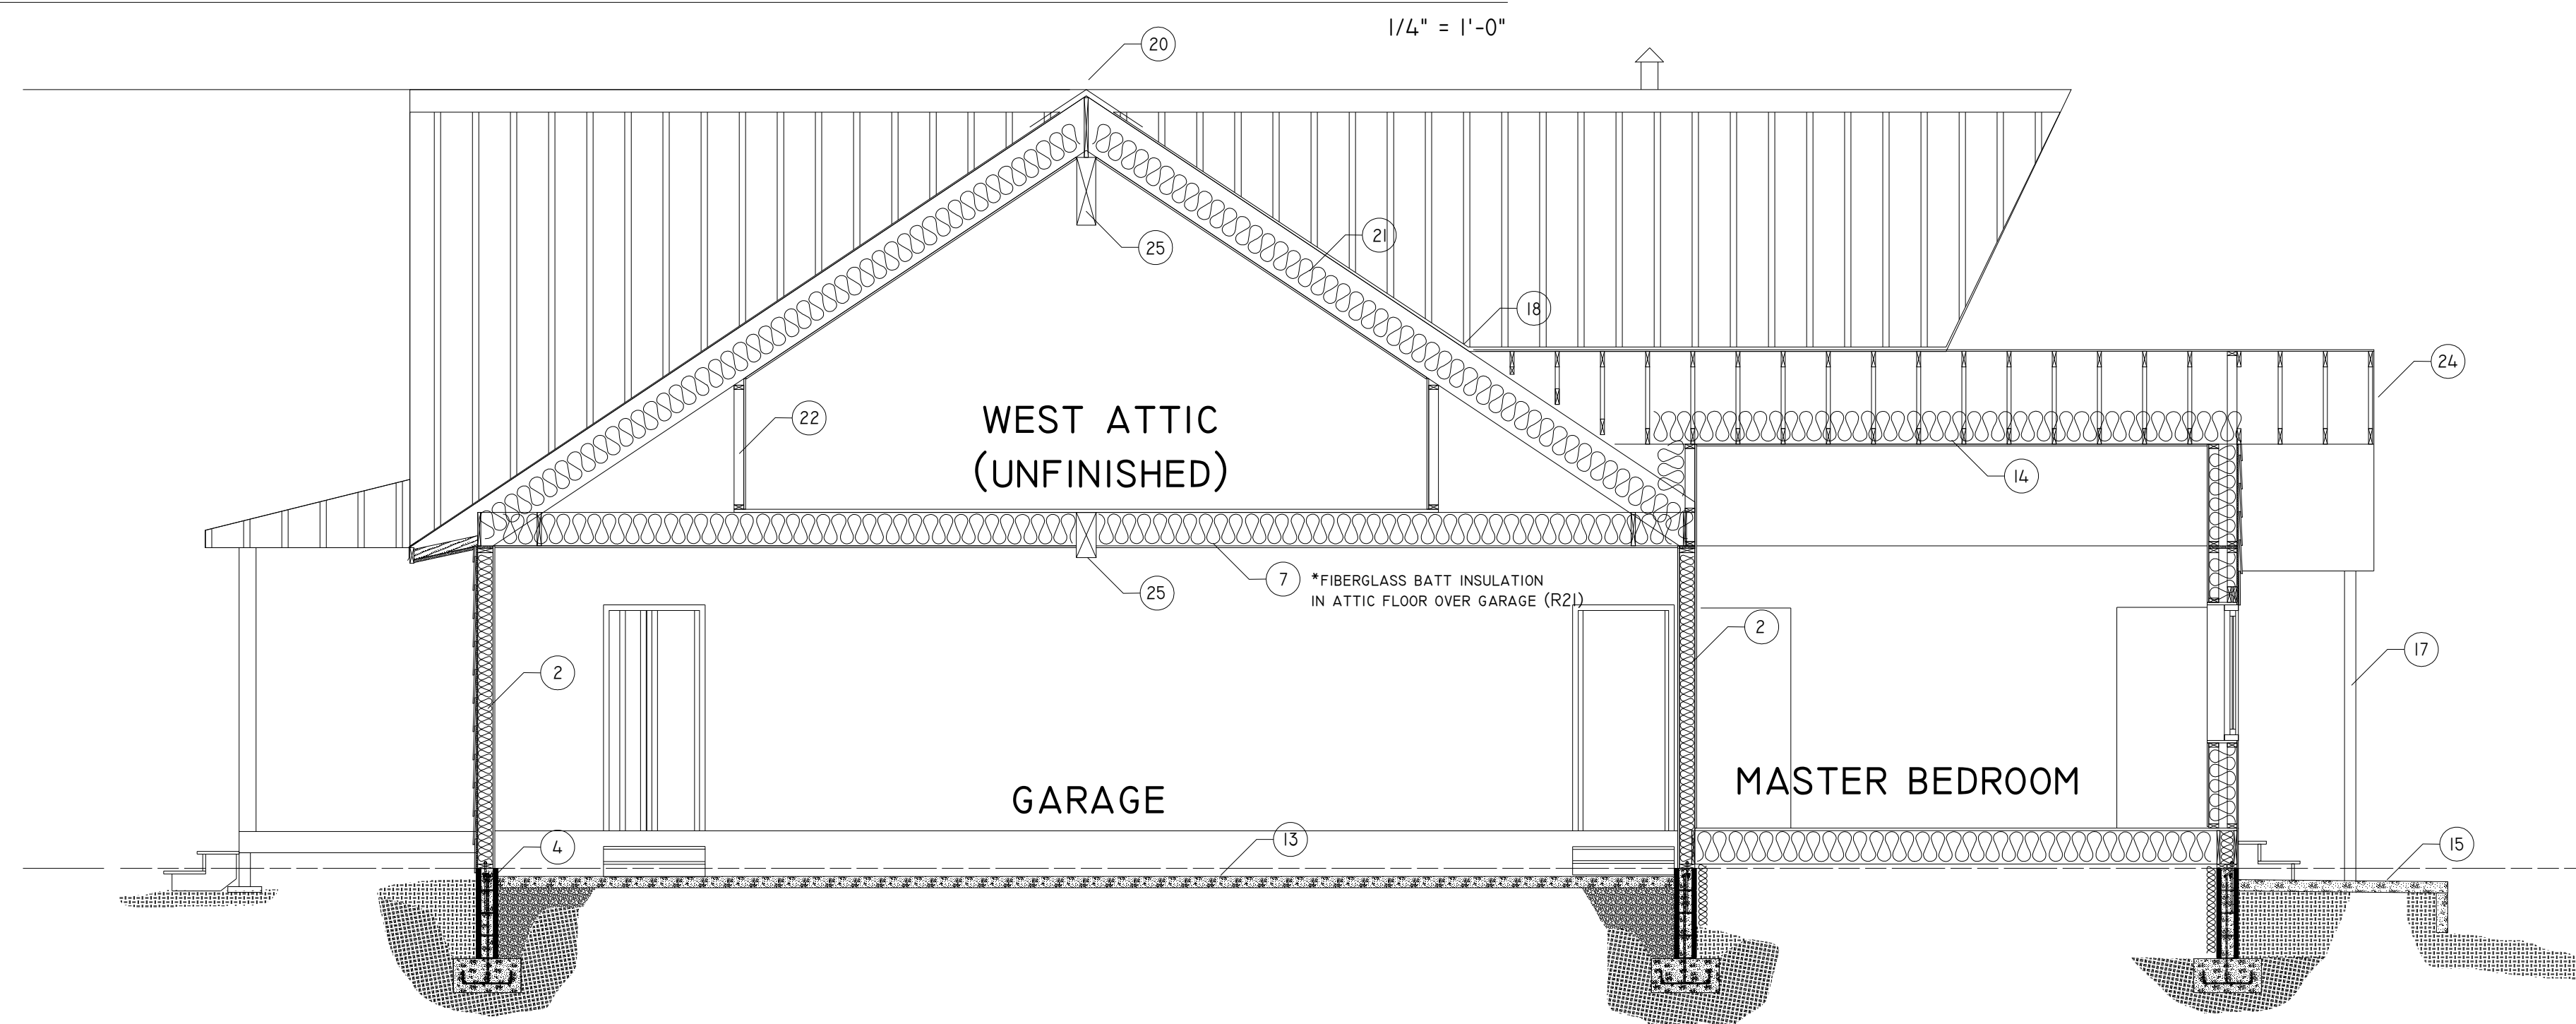 1/4" = 1'-0"
20
25
21
18
24
22
WEST ATTIC
(UNFINISHED)
14
25
7
*FIBERGLASS BATT INSULATION
IN ATTIC FLOOR OVER GARAGE (R21)
2
2
17
GARAGE
MASTER BEDROOM
4
13
15